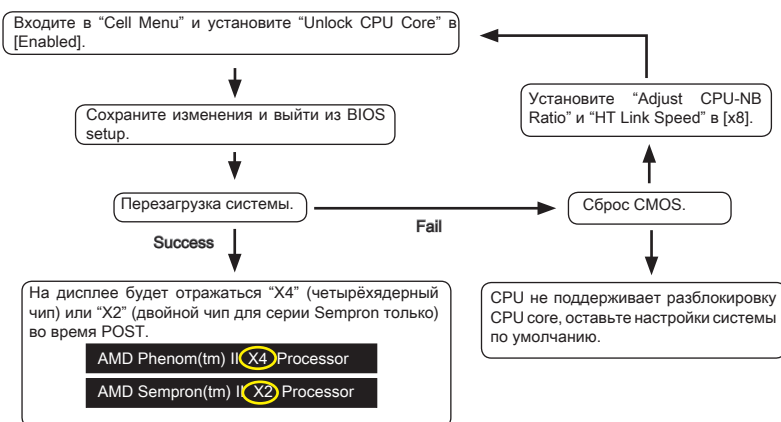 Входите в “Cell Menu” и установите “Unlock CPU Core” в
[Enabled].
Сохраните изменения и выйти из BIOS
setup.
Перезагрузка системы.
Success
Fail
На дисплее будет отражаться “X4” (четырёхядерный
чип) или “X2” (двойной чип для серии Sempron только)
во время POST.
AMD Phenom(tm) II X4 Processor
AMD Sempron(tm) II X2 Processor
Установите “Adjust CPU-NB
Ratio” и “HT Link Speed” в [x8].
Сброс CMOS.
CPU не поддерживает разблокировку
CPU core, оставьте настройки системы
по умолчанию.